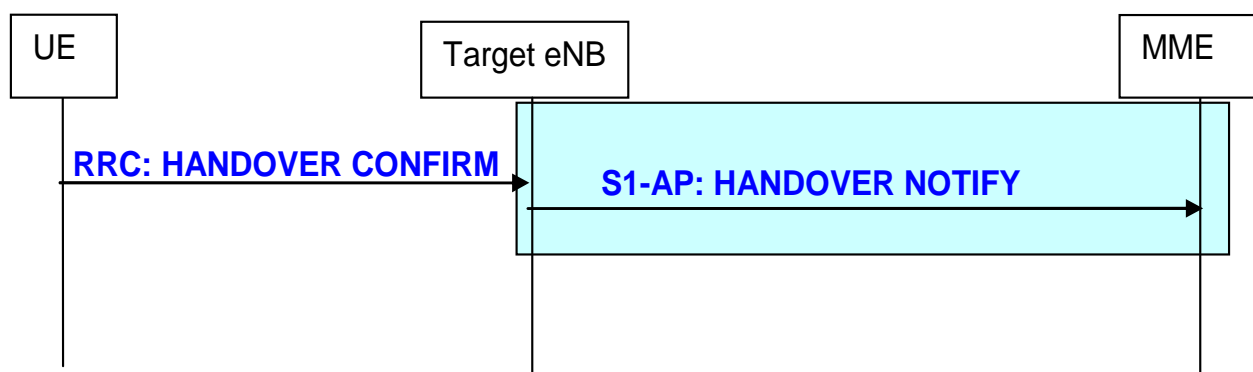 UE
Target eNB
MME
RRC: HANDOVER CONFIRM
S1-AP: HANDOVER NOTIFY